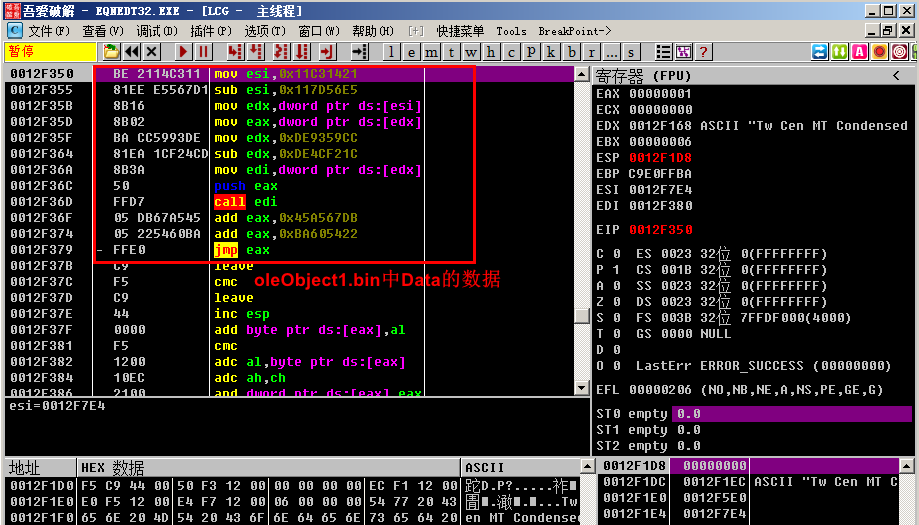 吾爱破解 - EQNEDT32.EXE - [LCG - 主线程]
文件(F) 查看(V) 调试(D) 插件(P) 选项(T) 窗口(W) 帮助(H) [+] 快捷菜单 Tools BreakPoint->
暂停 l e m t w h c p k b r ... s
0012F350 BE 2114C311 mov esi,0x11C31421
0012F355 81EE E5567D1 sub esi,0x117D56E5
0012F35B 8B16 mov edx,dword ptr ds:[esi]
0012F35D 8B02 mov eax,dword ptr ds:[edx]
0012F35F BA CC5993DE mov edx,0xDE9359CC
0012F364 81EA 1CF24CD sub edx,0xDE4CF21C
0012F36A 8B3A mov edi,dword ptr ds:[edx]
0012F36C 50 push eax
0012F36D FFD7 call edi
0012F36F 05 DB67A545 add eax,0x45A567DB
0012F374 05 225460BA add eax,0xBA605422
0012F379 - FFE0 jmp eax
0012F37B C9 leave
0012F37C F5 cmc
0012F37D C9 leave
0012F37E 44 inc esp
0012F37F 0000 add byte ptr ds:[eax],al
0012F381 F5 cmc
0012F382 1200 adc al,byte ptr ds:[eax]
0012F384 10EC adc ah,ch
0012F386 2100 and dword ptr ds:[eax],eax
oleObject1.bin中Data的数据
esi=0012F7E4
寄存器 (FPU) <
EAX 00000001
ECX 00000000
EDX 0012F168 ASCII "Tw Cen MT Condensed
EBX 00000006
ESP 0012F1D8
EBP C9E0FFBA
ESI 0012F7E4
EDI 0012F380
EIP 0012F350
C 0 ES 0023 32位 0(FFFFFFFF)
P 1 CS 001B 32位 0(FFFFFFFF)
A 0 SS 0023 32位 0(FFFFFFFF)
Z 0 DS 0023 32位 0(FFFFFFFF)
S 0 FS 003B 32位 7FFDF000(4000)
T 0 GS 0000 NULL
D 0
O 0 LastErr ERROR_SUCCESS (00000000)
EFL 00000206 (NO,NB,NE,A,NS,PE,GE,G)
ST0 empty 0.0
ST1 empty 0.0
ST2 empty 0.0
地址 HEX 数据 ASCII
0012F1D0 F5 C9 44 00 50 F3 12 00 00 00 00 00 EC F1 12 00
0012F1E0 E0 F5 12 00 E4 F7 12 00 06 00 00 00 54 77 20 43
0012F1F0 65 6E 20 4D 54 20 43 6F 6E 64 65 6E 73 65 64 20 en MT Condense
0012F1D8 00000000
0012F1DC 0012F1EC ASCII "Tw Cen MT C
0012F1E0 0012F5E0
0012F1E4 0012F7E4